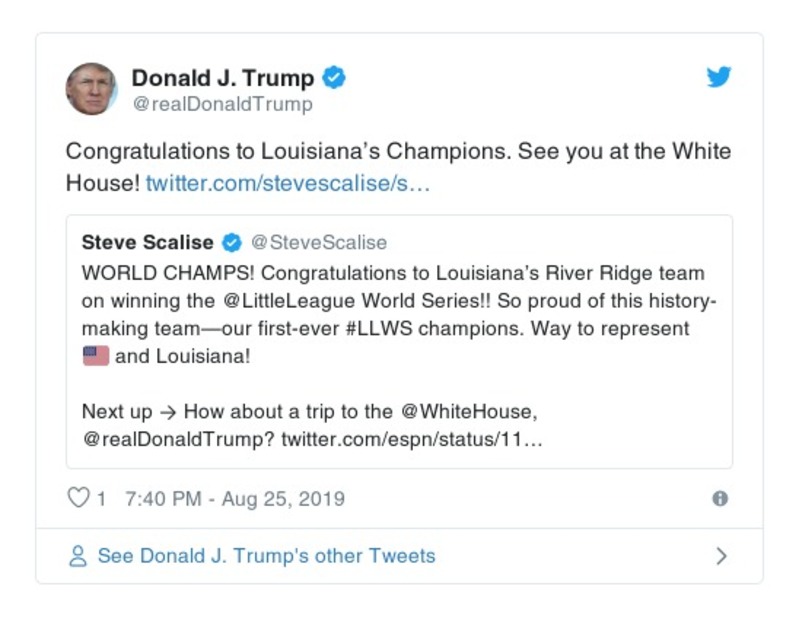 Donald J. Trump
@realDonaldTrump
Congratulations to Louisiana’s Champions. See you at the White
House! twitter.com/stevescalise/s…
Steve Scalise @SteveScalise
WORLD CHAMPS! Congratulations to Louisiana’s River Ridge team
on winning the @LittleLeague World Series!! So proud of this history-
making team—our first-ever #LLWS champions. Way to represent
🇺🇸 and Louisiana!
Next up → How about a trip to the @WhiteHouse,
@realDonaldTrump? twitter.com/espn/status/11…
1 7:40 PM - Aug 25, 2019
See Donald J. Trump's other Tweets